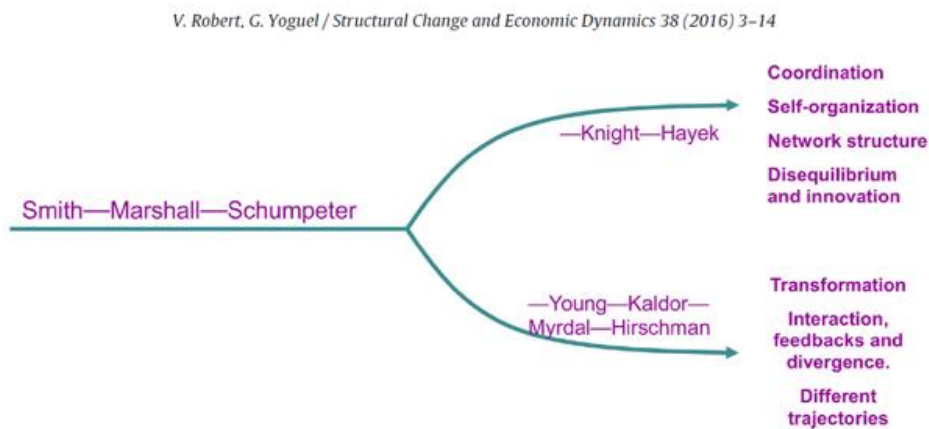 V. Robert, G. Yoguel / Structural Change and Economic Dynamics 38 (2016) 3–14
Smith—Marshall—Schumpeter
—Knight—Hayek
Coordination
Self-organization
Network structure
Disequilibrium
and innovation
—Young—Kaldor—
Myrdal—Hirschman
Transformation
Interaction,
feedbacks and
divergence.
Different
trajectories